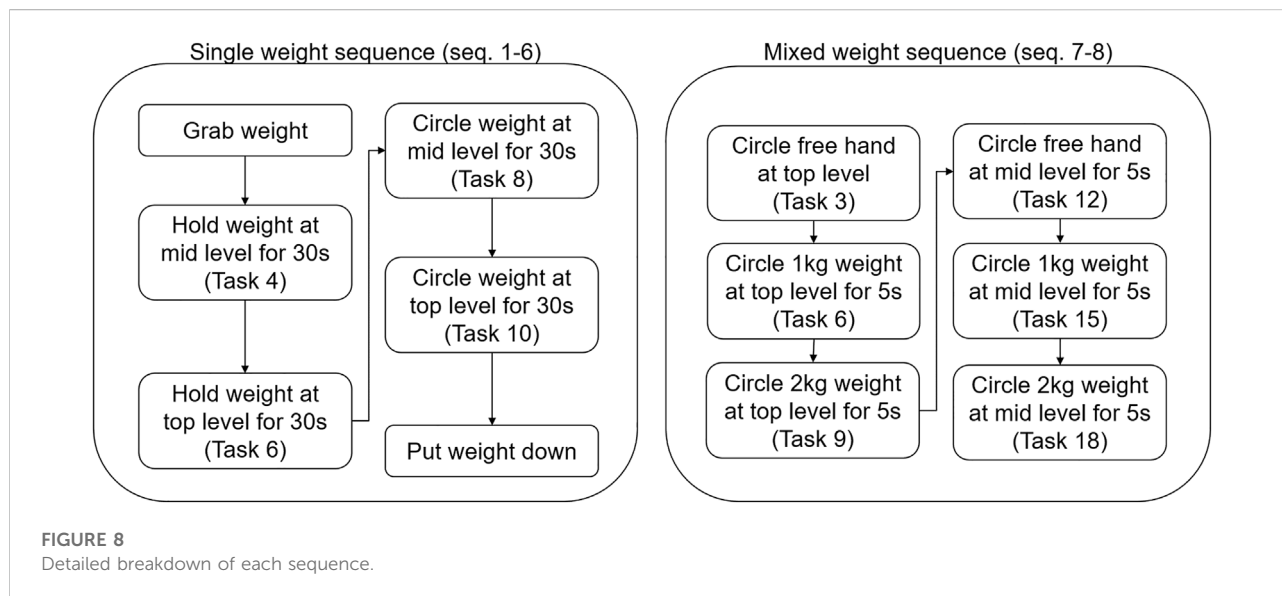 Single weight sequence (seq. 1-6)
Grab weight
Hold weight at
mid level for 30s
(Task 4)
Hold weight at
top level for 30s
(Task 6)
Circle weight at
mid level for 30s
(Task 8)
Circle weight at
top level for 30s
(Task 10)
Put weight down
Mixed weight sequence (seq. 7-8)
Circle free hand
at top level
(Task 3)
Circle 1kg weight
at top level for 5s
(Task 6)
Circle 2kg weight
at top level for 5s
(Task 9)
Circle free hand
at mid level for 5s
(Task 12)
Circle 1kg weight
at mid level for 5s
(Task 15)
Circle 2kg weight
at mid level for 5s
(Task 18)
FIGURE 8
Detailed breakdown of each sequence.